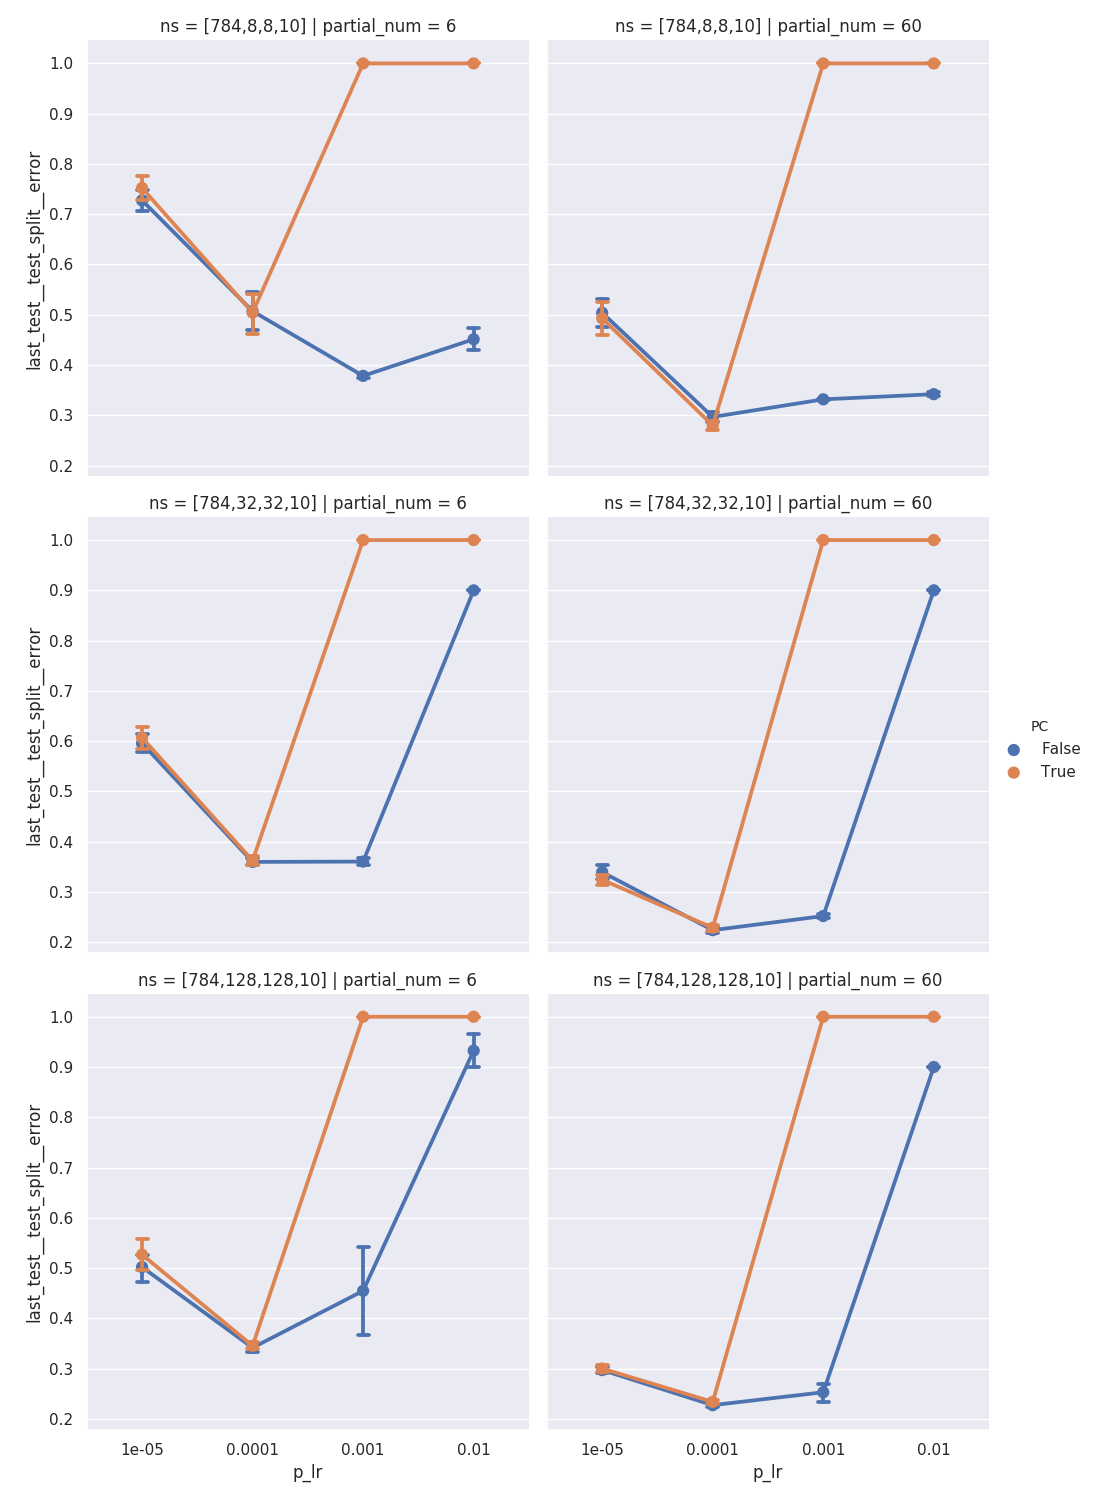 ns = [784,8,8,10] | partial_num = 6
ns = [784,8,8,10] | partial_num = 60
1.0
0.9
0.8
0.7
0.6
0.5
0.4
0.3
0.2
last_test__test_split__error
ns = [784,32,32,10] | partial_num = 6
ns = [784,32,32,10] | partial_num = 60
1.0
0.9
0.8
0.7
0.6
0.5
0.4
0.3
0.2
last_test__test_split__error
PC
False
True
ns = [784,128,128,10] | partial_num = 6
ns = [784,128,128,10] | partial_num = 60
1.0
0.9
0.8
0.7
0.6
0.5
0.4
0.3
0.2
last_test__test_split__error
1e-05 0.0001 0.001 0.01
1e-05 0.0001 0.001 0.01
p_lr
p_lr